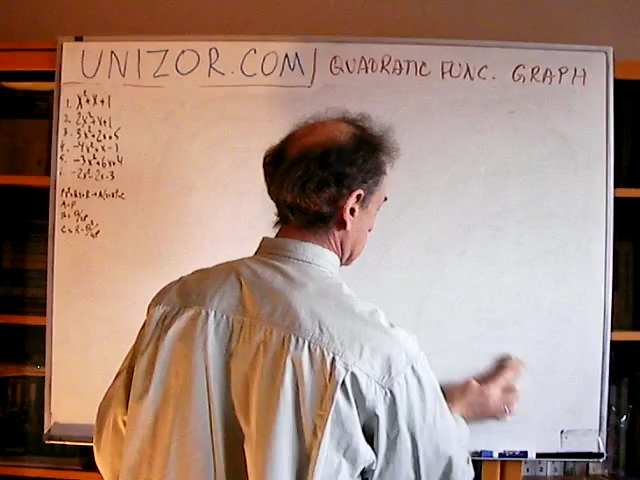 UNIZOR.COM/ QUADRATIC FUNC. GRAPH
1. x²+x+1
2. 2x²+x+1
3. 3x²+2x+5
4. -4x²+x-1
5. -3x²+6x+4
-2x²-2x-3
A=P